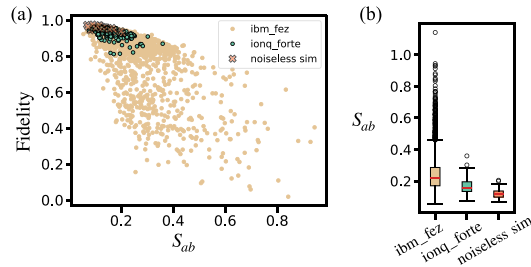 (a)
Fidelity
1.0
0.8
0.6
0.4
0.2
0.0
ibm_fez
ionq_forte
noiseless sim
0.2
0.4
0.6
0.8
S_ab
(b)
S_ab
1.0
0.8
0.6
0.4
0.2
ibm_fez
ionq_forte
noiseless sim